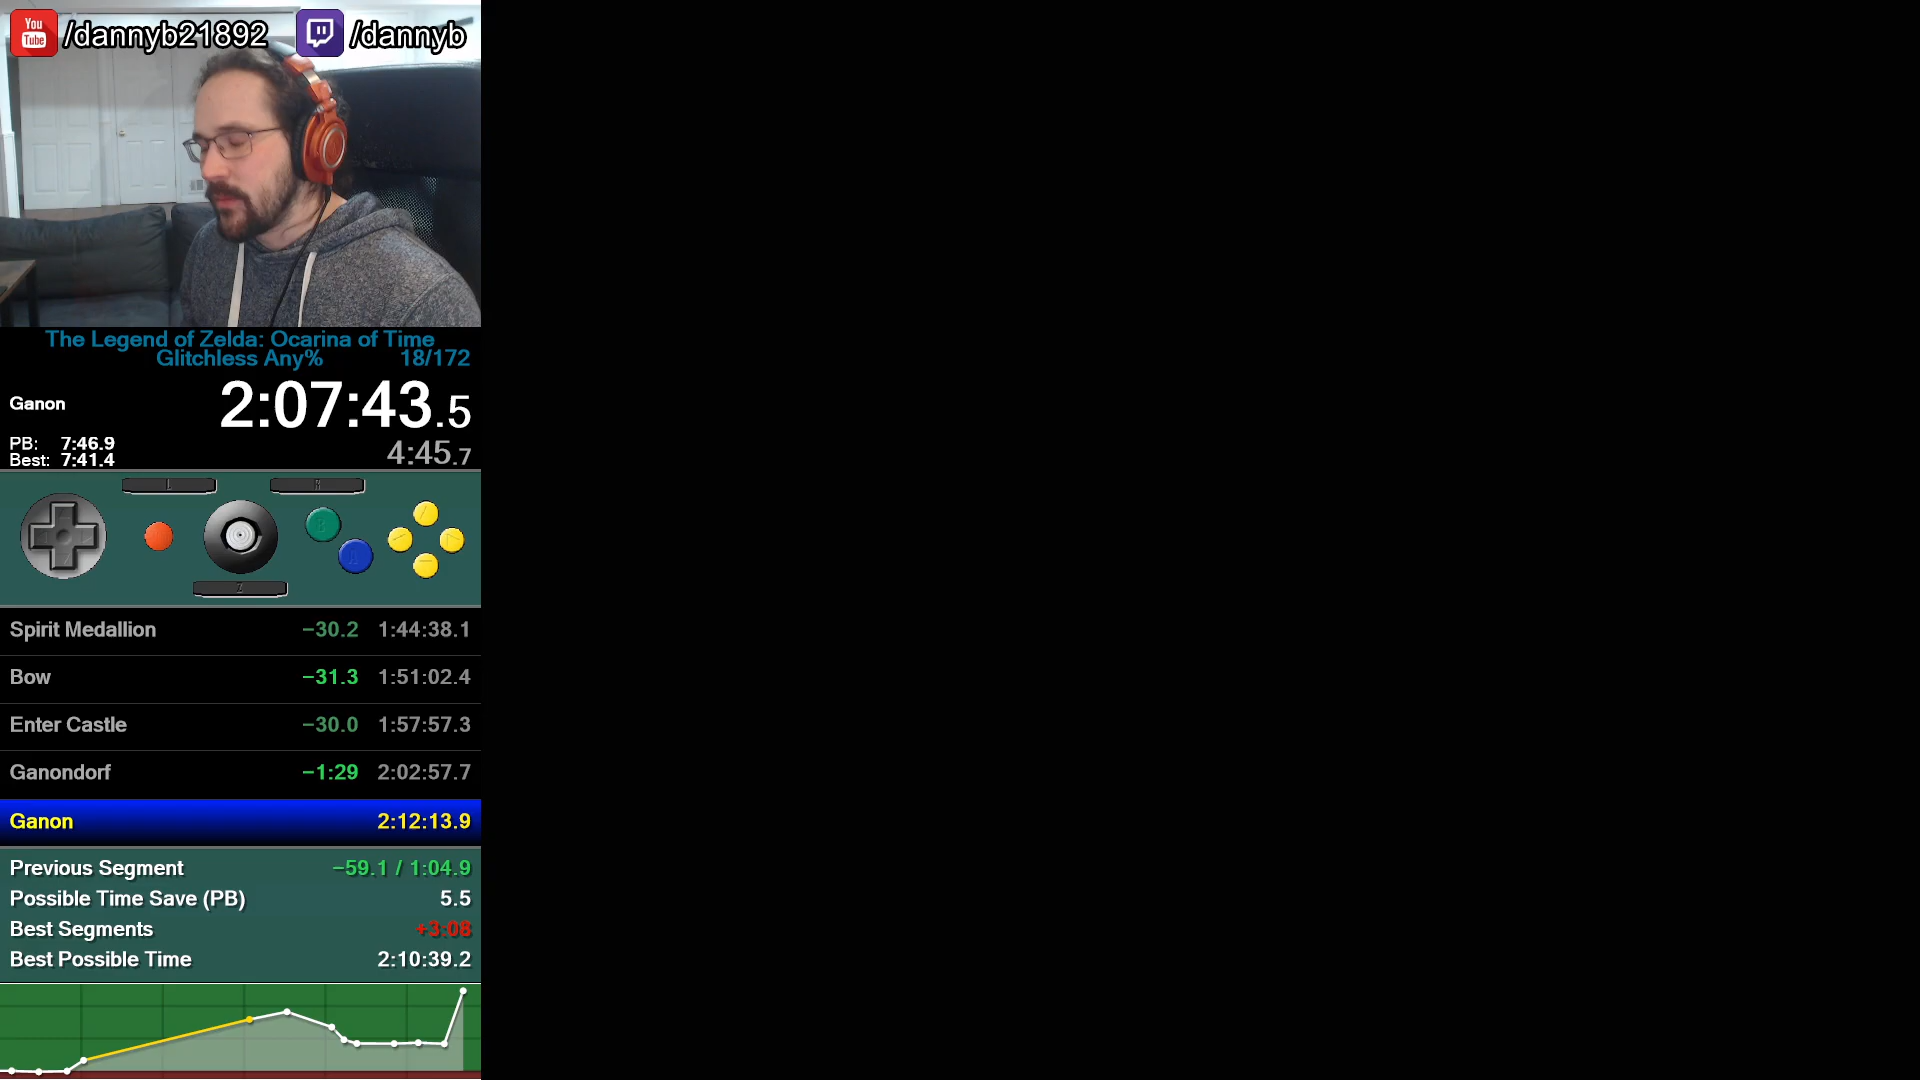 You Tube /dannyb21892 /dannyb
The Legend of Zelda: Ocarina of Time
Glitchless Any% 18/172
Ganon 2:07:43.5
PB: 7:46.9
Best: 7:41.4 4:45.7
L R
B
A
Z
Spirit Medallion −30.2 1:44:38.1
Bow −31.3 1:51:02.4
Enter Castle −30.0 1:57:57.3
Ganondorf −1:29 2:02:57.7
Ganon 2:12:13.9
Previous Segment −59.1 / 1:04.9
Possible Time Save (PB) 5.5
Best Segments +3:08
Best Possible Time 2:10:39.2